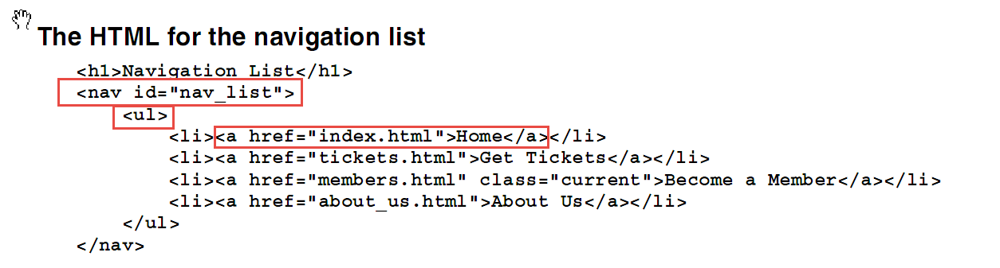 The HTML for the navigation list
<h1>Navigation List</h1>
<nav id="nav_list">
<ul>
<li><a href="index.html">Home</a></li>
<li><a href="tickets.html">Get Tickets</a></li>
<li><a href="members.html" class="current">Become a Member</a></li>
<li><a href="about_us.html">About Us</a></li>
</ul>
</nav>